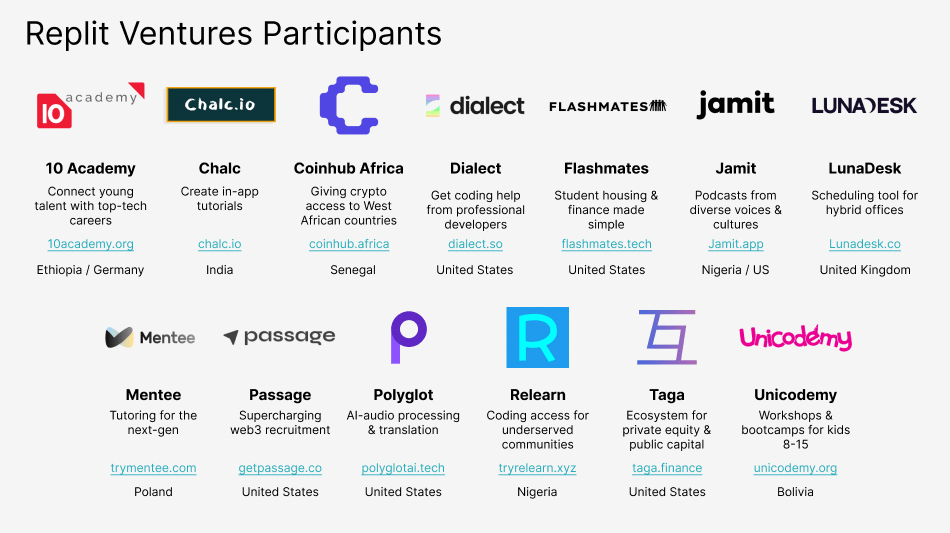 Replit Ventures Participants
10 academy
Chalc.io
dialect
FLASHMATES
jamit
LUNADESK
10 Academy
Connect young
talent with top-tech
careers
10academy.org
Ethiopia / Germany
Chalc
Create in-app
tutorials
chalc.io
India
Coinhub Africa
Giving crypto
access to West
African countries
coinhub.africa
Senegal
Dialect
Get coding help
from professional
developers
dialect.so
United States
Flashmates
Student housing &
finance made
simple
flashmates.tech
United States
Jamit
Podcasts from
diverse voices &
cultures
Jamit.app
Nigeria / US
LunaDesk
Scheduling tool for
hybrid offices
Lunadesk.co
United Kingdom
Mentee
passage
R
Unicodemy
Mentee
Tutoring for the
next-gen
trymentee.com
Poland
Passage
Supercharging
web3 recruitment
getpassage.co
United States
Polyglot
AI-audio processing
& translation
polyglotai.tech
United States
Relearn
Coding access for
underserved
communities
tryrelearn.xyz
Nigeria
Taga
Ecosystem for
private equity &
public capital
taga.finance
United States
Unicodemy
Workshops &
bootcamps for kids
8-15
unicodemy.org
Bolivia